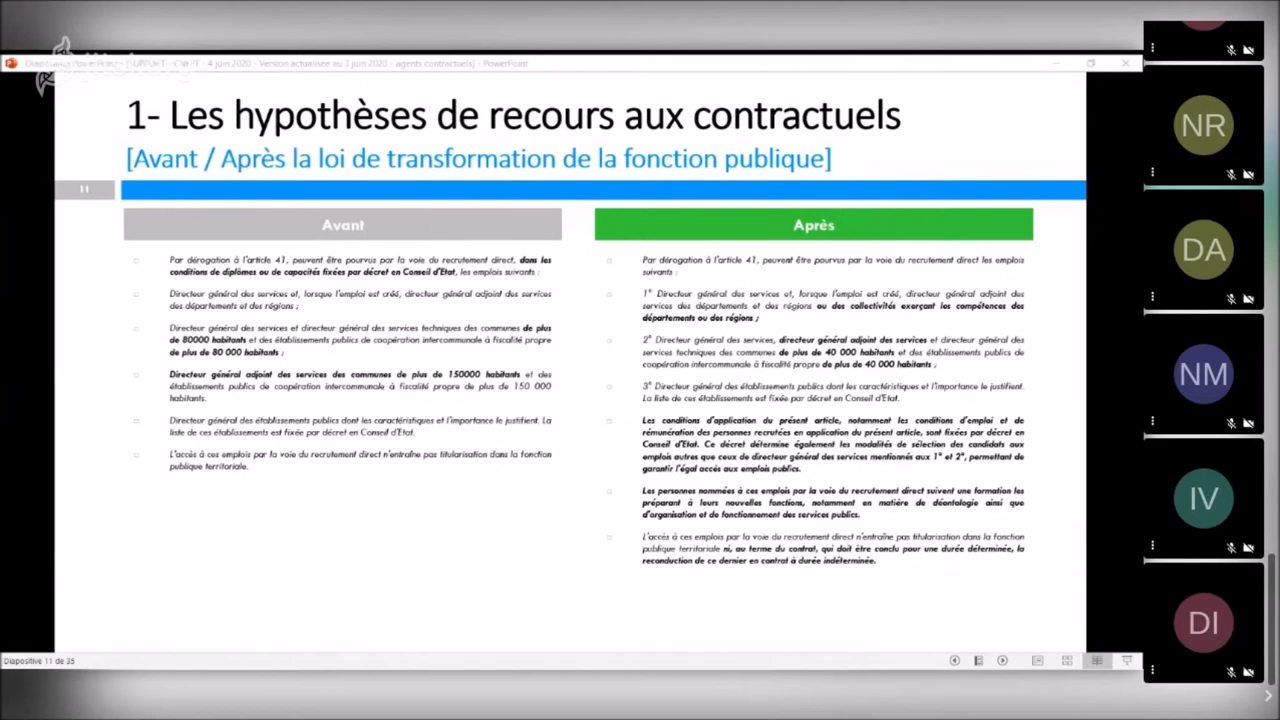 1- Les hypothèses de recours aux contractuels
[Avant / Après la loi de transformation de la fonction publique]
11
Avant
Par dérogation à l'article 41, peuvent être pourvus par la voie du recrutement direct, dans les
conditions de diplômes ou de capacités fixées par décret en Conseil d'Etat, les emplois suivants :
Directeur général des services et, lorsque l'emploi est créé, directeur général adjoint des services
des départements et des régions ;
Directeur général des services et directeur général des services techniques des communes de plus
de 80000 habitants et des établissements publics de coopération intercommunale à fiscalité propre
de plus de 80 000 habitants ;
Directeur général adjoint des services des communes de plus de 150000 habitants et des
établissements publics de coopération intercommunale à fiscalité propre de plus de 150 000
habitants.
Directeur général des établissements publics dont les caractéristiques et l'importance le justifient. La
liste de ces établissements est fixée par décret en Conseil d'Etat.
L'accès à ces emplois par la voie du recrutement direct n'entraîne pas titularisation dans la fonction
publique territoriale.
Après
Par dérogation à l'article 41, peuvent être pourvus par la voie du recrutement direct les emplois
suivants :
1° Directeur général des services et, lorsque l'emploi est créé, directeur général adjoint des
services des départements et des régions ou des collectivités exerçant les compétences des
départements ou des régions ;
2° Directeur général des services, directeur général adjoint des services et directeur général des
services techniques des communes de plus de 40 000 habitants et des établissements publics de
coopération intercommunale à fiscalité propre de plus de 40 000 habitants ;
3° Directeur général des établissements publics dont les caractéristiques et l'importance le justifient.
La liste de ces établissements est fixée par décret en Conseil d'Etat.
Les conditions d'application du présent article, notamment les conditions d'emploi et de
rémunération des personnes recrutées en application du présent article, sont fixées par décret en
Conseil d'Etat. Ce décret détermine également les modalités de sélection des candidats aux
emplois autres que ceux de directeur général des services mentionnés aux 1° et 2°, permettant de
garantir l'égal accès aux emplois publics.
Les personnes nommées à ces emplois par la voie du recrutement direct suivent une formation les
préparant à leurs nouvelles fonctions, notamment en matière de déontologie ainsi que
d'organisation et de fonctionnement des services publics.
L'accès à ces emplois par la voie du recrutement direct n'entraîne pas titularisation dans la fonction
publique territoriale ni, au terme du contrat, qui doit être conclu pour une durée déterminée, la
reconduction de ce dernier en contrat à durée indéterminée.
Diapositive 11 de 35
NR
DA
NM
IV
DI